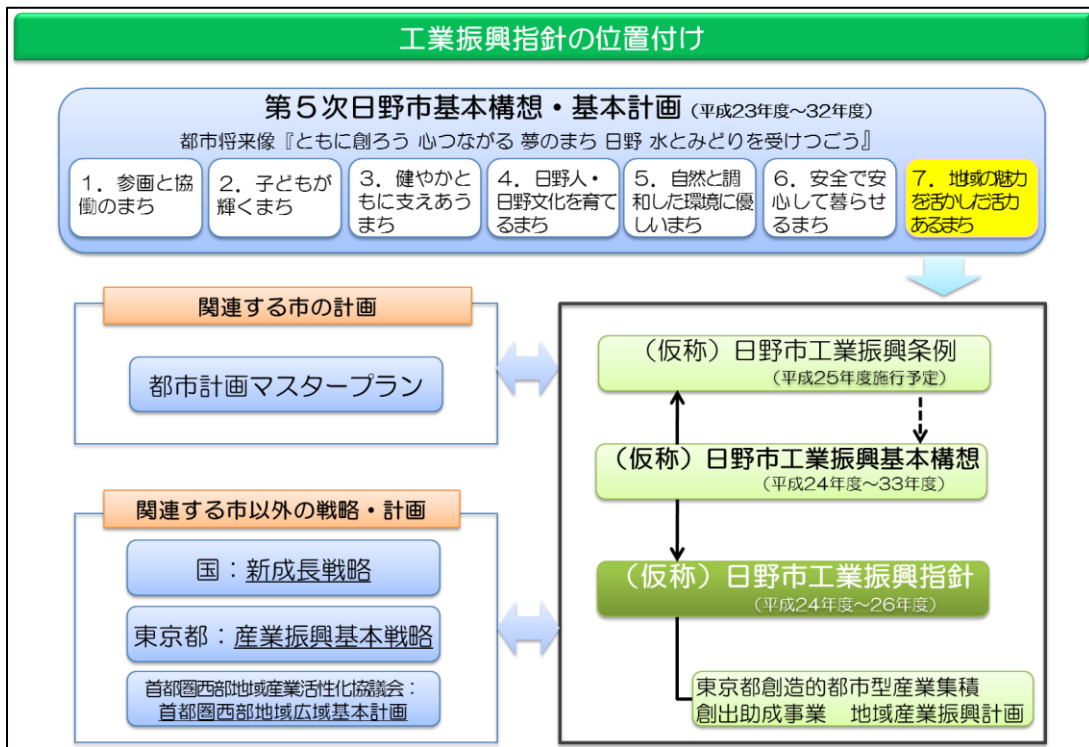 工業振興指針の位置付け
第5次日野市基本構想・基本計画（平成23年度～32年度）
都市将来像『ともに創ろう 心つながる 夢のまち 日野 水とみどりを受けつごう』
1．参画と協
働のまち
2．子どもが
輝くまち
3．健やかと
もに支えあう
まち
4．日野人・
日野文化を育て
るまち
5．自然と調
和した環境に優
しいまち
6．安全で安
心して暮らせ
るまち
7．地域の魅力
を活かした活力
あるまち
関連する市の計画
都市計画マスタープラン
関連する市以外の戦略・計画
国：新成長戦略
東京都：産業振興基本戦略
首都圏西部地域産業活性化協議会：
首都圏西部地域広域基本計画
（仮称）日野市工業振興条例
（平成25年度施行予定）
（仮称）日野市工業振興基本構想
（平成24年度～33年度）
（仮称）日野市工業振興指針
（平成24年度～26年度）
東京都創造的都市型産業集積
創出助成事業　地域産業振興計画